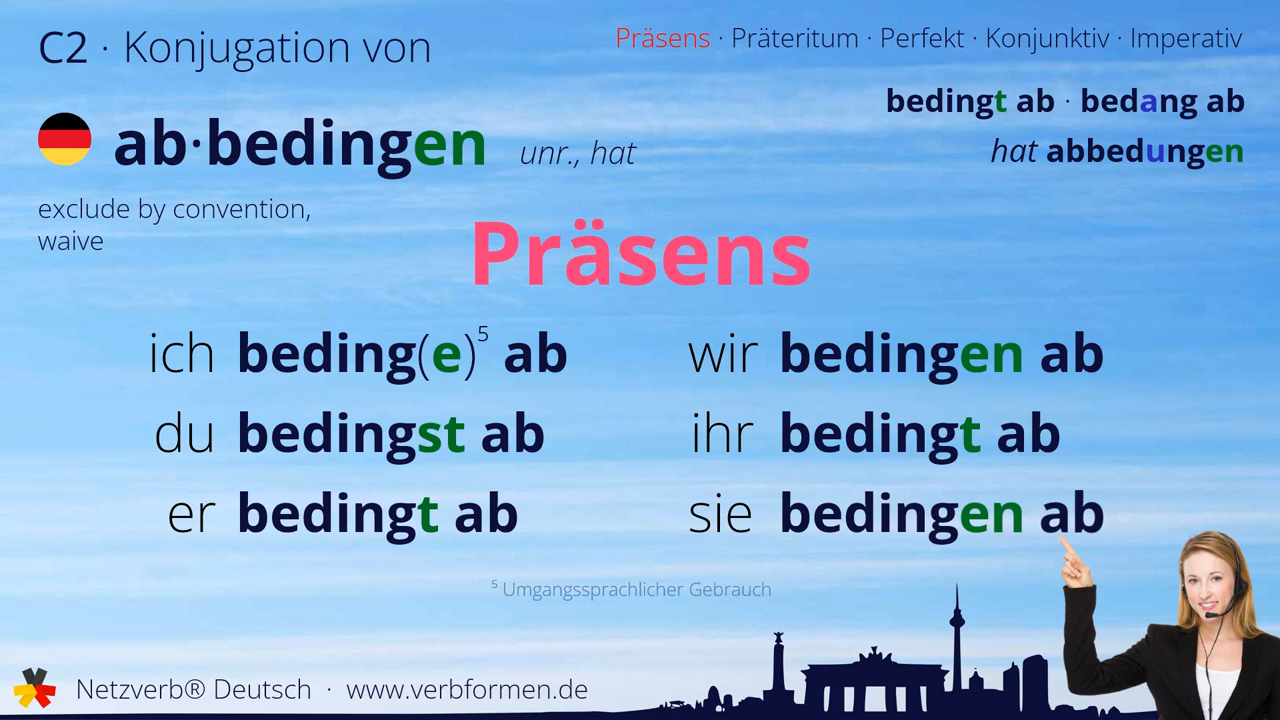 C2 · Konjugation von
Präsens · Präteritum · Perfekt · Konjunktiv · Imperativ
ab·bedingen unr., hat
bedingt ab · bedang ab
hat abbedungen
exclude by convention,
waive
Präsens
ich beding(e)⁵ ab
du bedingst ab
er bedingt ab
wir bedingen ab
ihr bedingt ab
sie bedingen ab
⁵ Umgangssprachlicher Gebrauch
Netzverb® Deutsch · www.verbformen.de